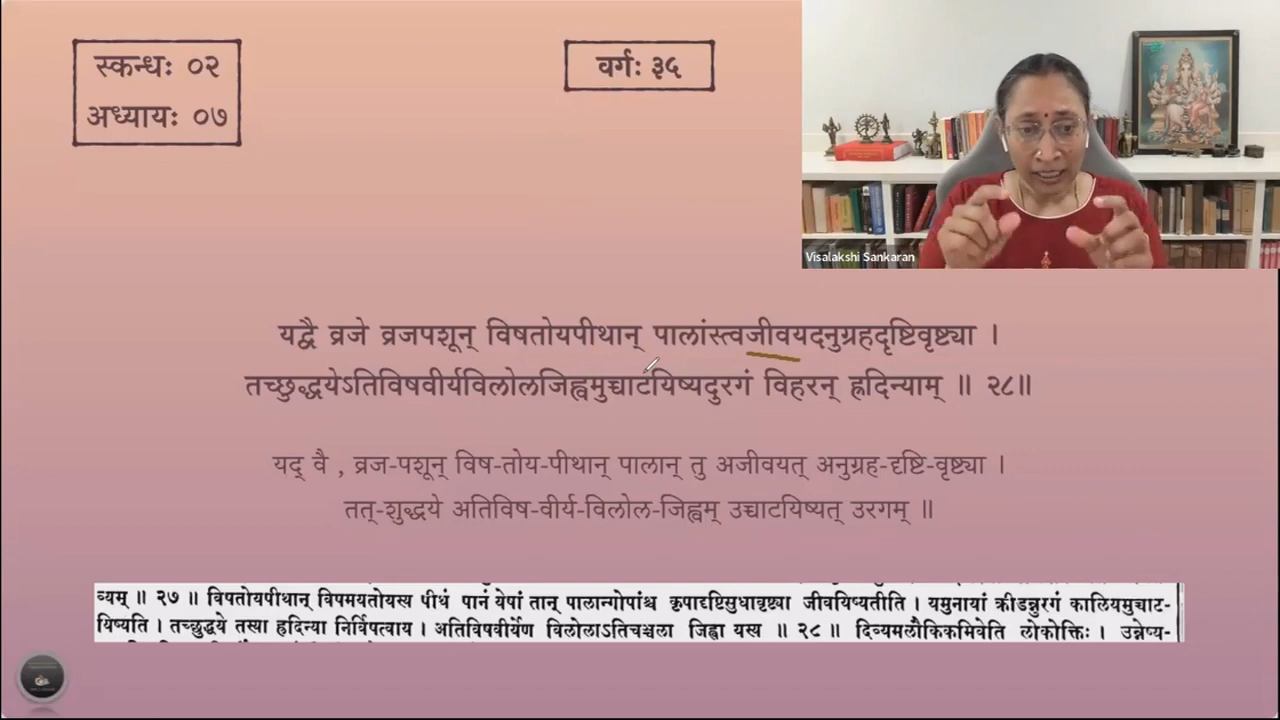 स्कन्धः ०२
अध्यायः ०७
वर्गः ३५
Visalakshi Sankaran
यद्वै व्रजे व्रजपशून् विषतोयपीथान् पालांस्त्वजीवयदनुग्रहदृष्टिवृष्ट्या ।
तच्छुद्धयेऽतिविषवीर्यविलोलजिह्वमुच्चाटयिष्यदुरगं विहरन् ह्रदिन्याम् ॥ २८॥
यद् वै , व्रज-पशून् विष-तोय-पीथान् पालान् तु अजीवयत् अनुग्रह-दृष्टि-वृष्ट्या ।
तत्-शुद्धये अतिविष-वीर्य-विलोल-जिह्वम् उच्चाटयिष्यत् उरगम् ॥
व्यम् ॥ २७ ॥ विषतोयपीथान् विषमयतोयस्य पीथं पानं येषां तान् पालान्गोपांश्च कृपादृष्टिसुधावृष्ट्या जीवयिष्यतीति । यमुनायां क्रीडन्नुरगं कालियमुच्चाट-
यिष्यति । तच्छुद्धये तस्या ह्रदिन्या निर्विषत्वाय । अतिविषवीर्येण विलोलाऽतिचञ्चला जिह्वा यस्य ॥ २८ ॥ दिव्यमलौकिकमिवेति लोकोक्तिः । उन्नेष्य-